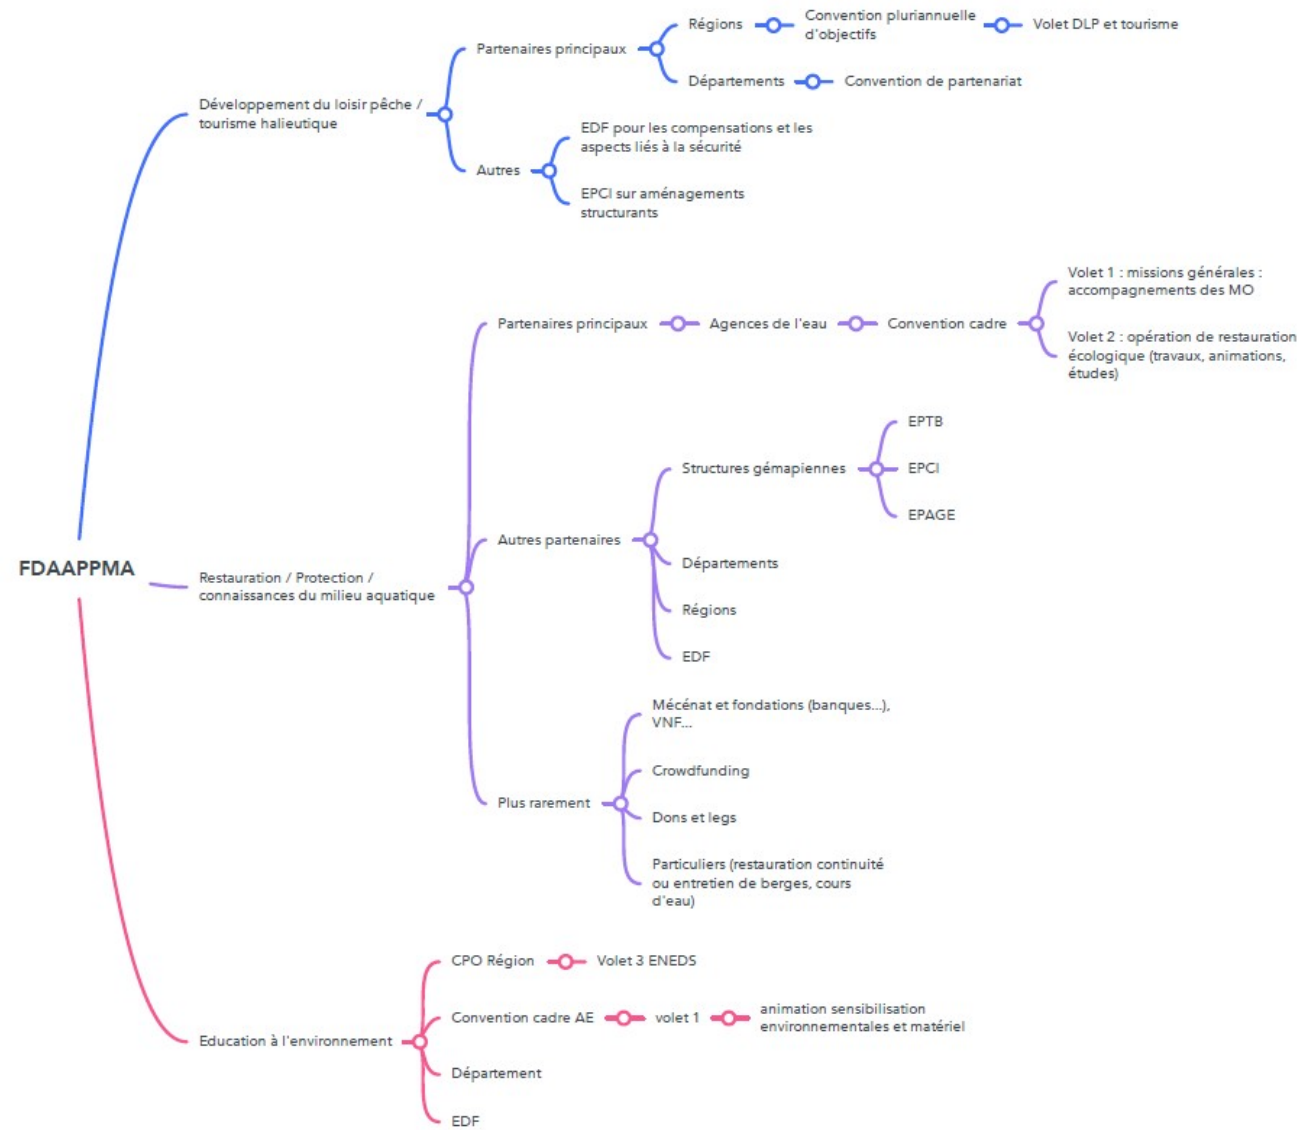 FDAAPPMA
Développement du loisir pêche /
tourisme halieutique
Partenaires principaux
Régions
Convention pluriannuelle
d'objectifs
Volet DLP et tourisme
Départements
Convention de partenariat
Autres
EDF pour les compensations et les
aspects liés à la sécurité
EPCI sur aménagements
structurants
Restauration / Protection /
connaissances du milieu aquatique
Partenaires principaux
Agences de l'eau
Convention cadre
Volet 1 : missions générales :
accompagnements des MO
Volet 2 : opération de restauration
écologique (travaux, animations,
études)
Autres partenaires
Structures gémapiennes
EPTB
EPCI
EPAGE
Départements
Régions
EDF
Plus rarement
Mécénat et fondations (banques...),
VNF...
Crowdfunding
Dons et legs
Particuliers (restauration continuité
ou entretien de berges, cours
d'eau)
Education à l'environnement
CPO Région
Volet 3 ENEDS
Convention cadre AE
volet 1
animation sensibilisation
environnementales et matériel
Département
EDF